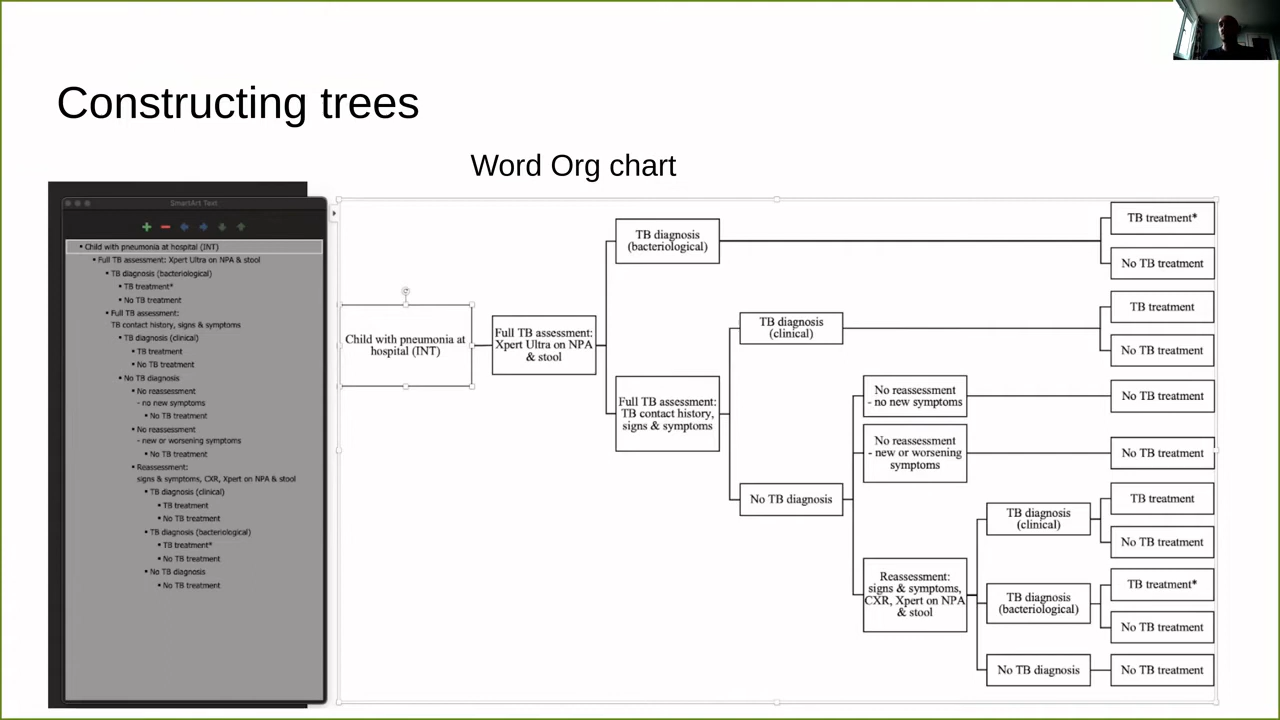 Constructing trees
Word Org chart
SmartArt Text
Child with pneumonia at hospital (INT)
Full TB assessment: Xpert Ultra on NPA & stool
TB diagnosis (bacteriological)
TB treatment*
No TB treatment
Full TB assessment:
TB contact history, signs & symptoms
TB diagnosis (clinical)
TB treatment
No TB treatment
No TB diagnosis
No reassessment
- no new symptoms
No TB treatment
No reassessment
- new or worsening symptoms
No TB treatment
Reassessment:
signs & symptoms, CXR, Xpert on NPA & stool
TB diagnosis (clinical)
TB treatment
No TB treatment
TB diagnosis (bacteriological)
TB treatment*
No TB treatment
No TB diagnosis
No TB treatment
Child with pneumonia at
hospital (INT)
Full TB assessment:
Xpert Ultra on NPA
& stool
TB diagnosis
(bacteriological)
TB treatment*
No TB treatment
Full TB assessment:
TB contact history,
signs & symptoms
TB diagnosis
(clinical)
TB treatment
No TB treatment
No TB diagnosis
No reassessment
- no new symptoms
No TB treatment
No reassessment
- new or worsening
symptoms
No TB treatment
Reassessment:
signs & symptoms,
CXR, Xpert on NPA
& stool
TB diagnosis
(clinical)
TB treatment
No TB treatment
TB diagnosis
(bacteriological)
TB treatment*
No TB treatment
No TB diagnosis
No TB treatment